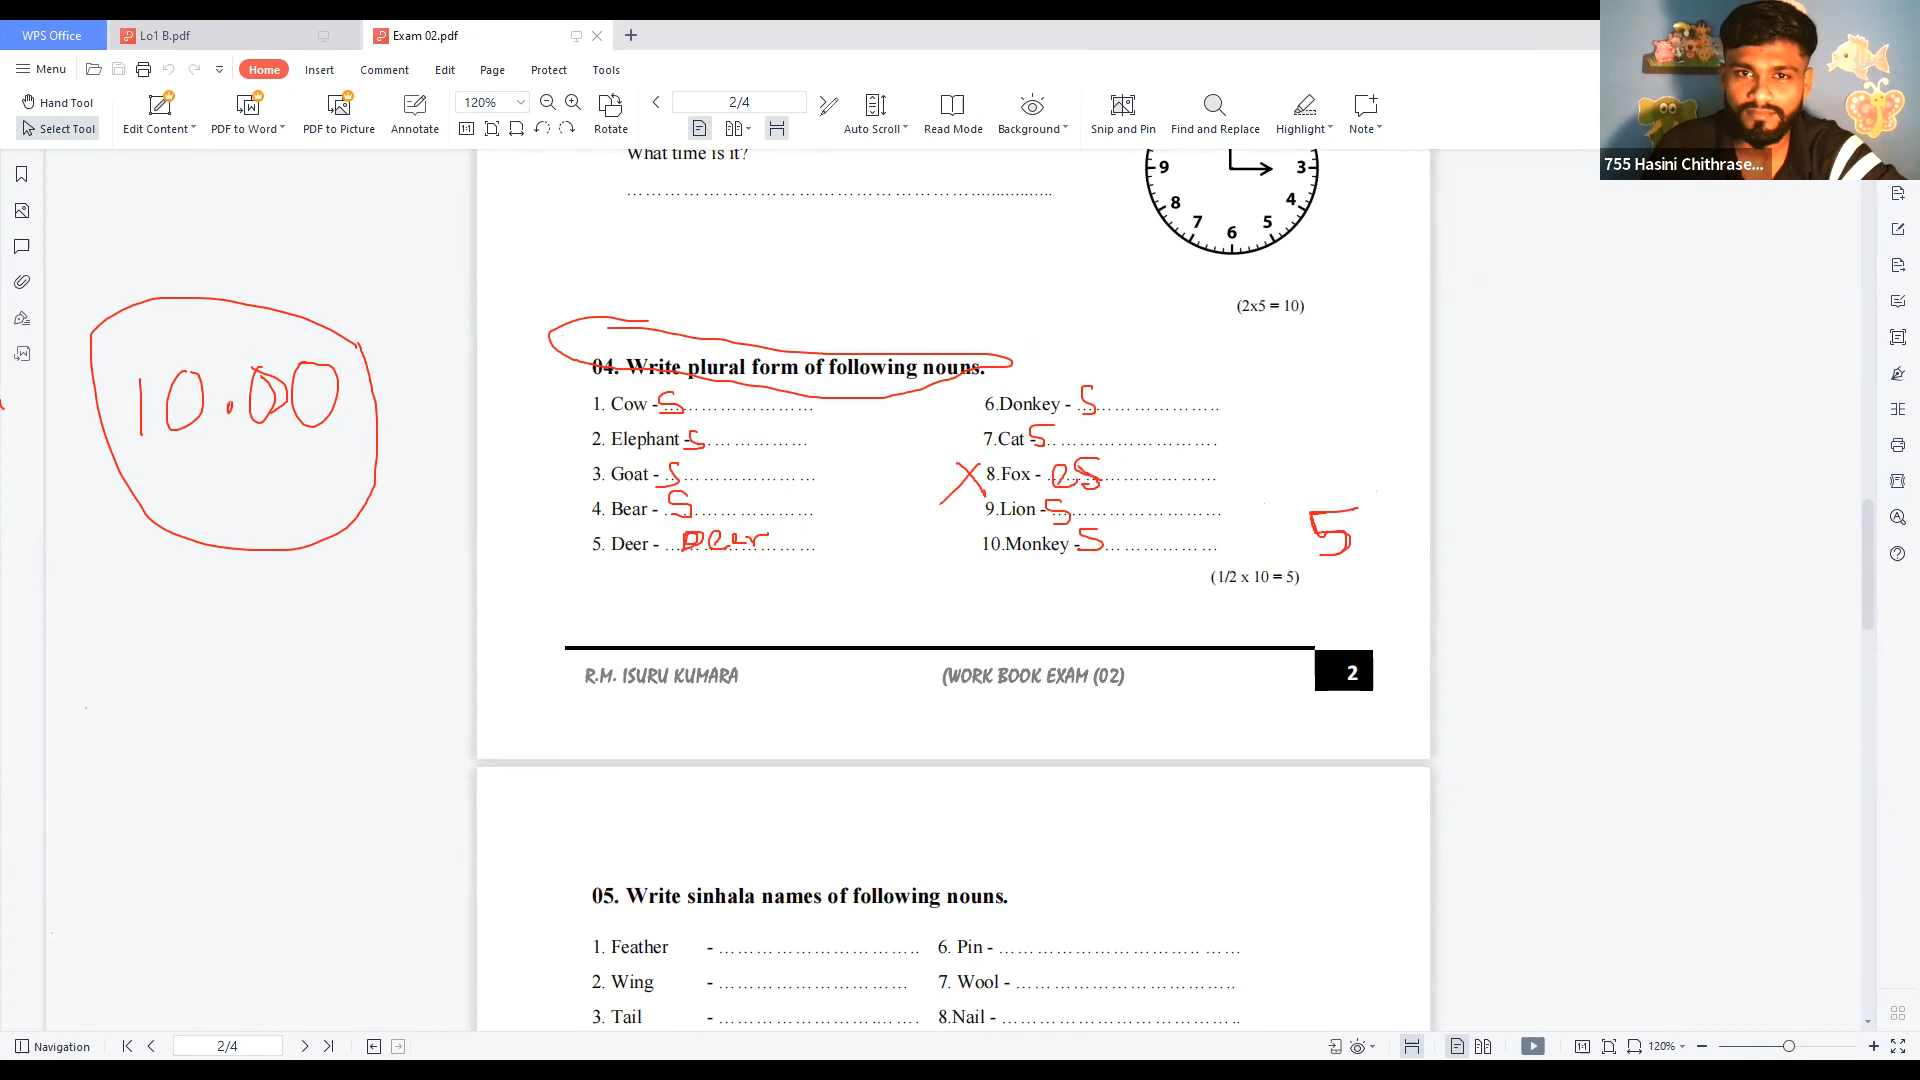 WPS Office
Lo1 B.pdf
Exam 02.pdf
Menu
Home
Insert
Comment
Edit
Page
Protect
Tools
Hand Tool
Select Tool
Edit Content
PDF to Word
PDF to Picture
Annotate
120%
Rotate
2/4
Auto Scroll
Read Mode
Background
Snip and Pin
Find and Replace
Highlight
Note
755 Hasini Chithrase...
What time is it?
9 3
8 4
7 6 5
(2x5 = 10)
10.00
04. Write plural form of following nouns.
1. Cow - s
2. Elephant - s
3. Goat - s
4. Bear - s
5. Deer - Deer
6.Donkey - s
7.Cat - s
X 8.Fox - es
9.Lion - s
10.Monkey - s
5
(1/2 x 10 = 5)
R.M. ISURU KUMARA (WORK BOOK EXAM (02) 2
05. Write sinhala names of following nouns.
1. Feather - 6. Pin -
2. Wing - 7. Wool -
3. Tail - 8.Nail -
Navigation
2/4
120%